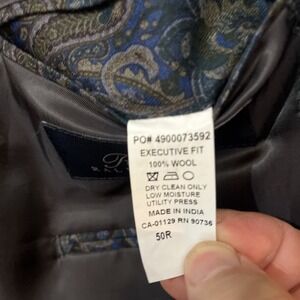 PO# 4900073592
EXECUTIVE FIT
100% WOOL
DRY CLEAN ONLY
LOW MOISTURE
UTILITY PRESS
MADE IN INDIA
CA-01129 RN 90736
50R